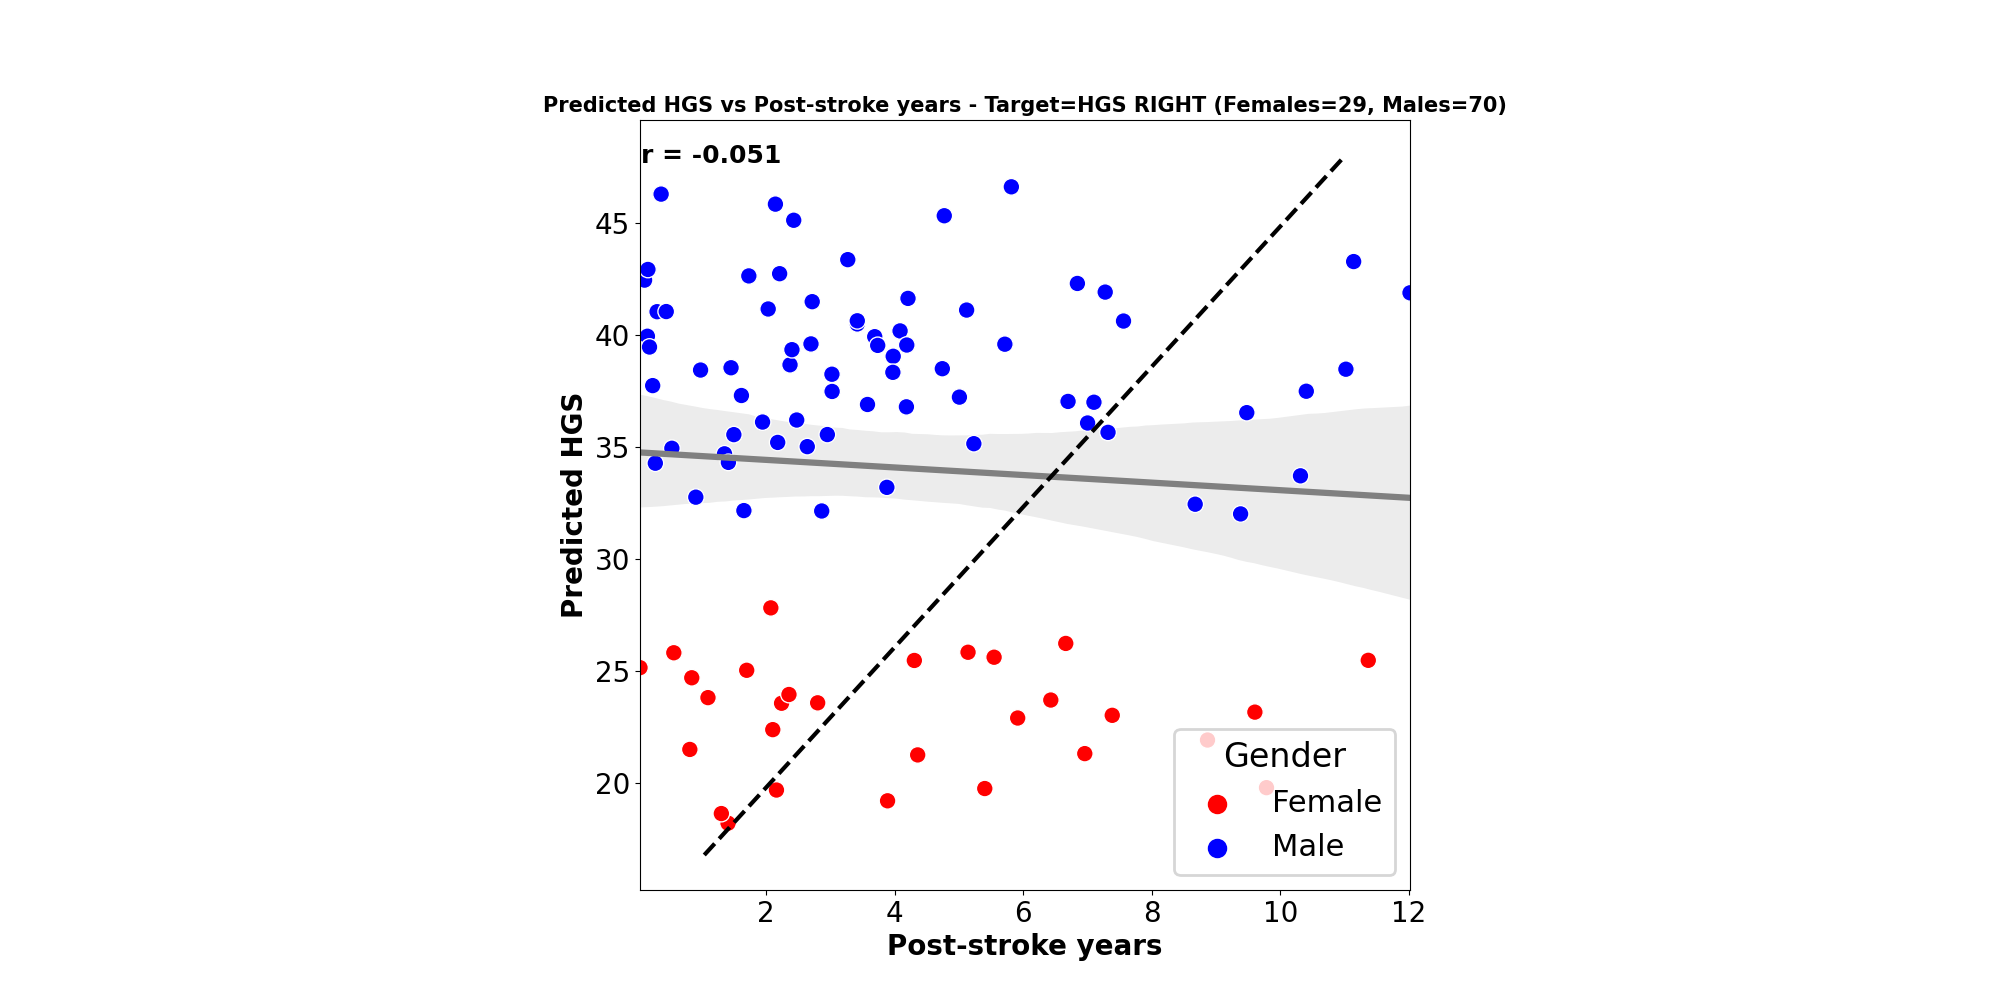 Predicted HGS vs Post-stroke years - Target=HGS RIGHT (Females=29, Males=70)
r = -0.051
45
40
35
30
25
20
Predicted HGS
Gender
Female
Male
2 4 6 8 10 12
Post-stroke years